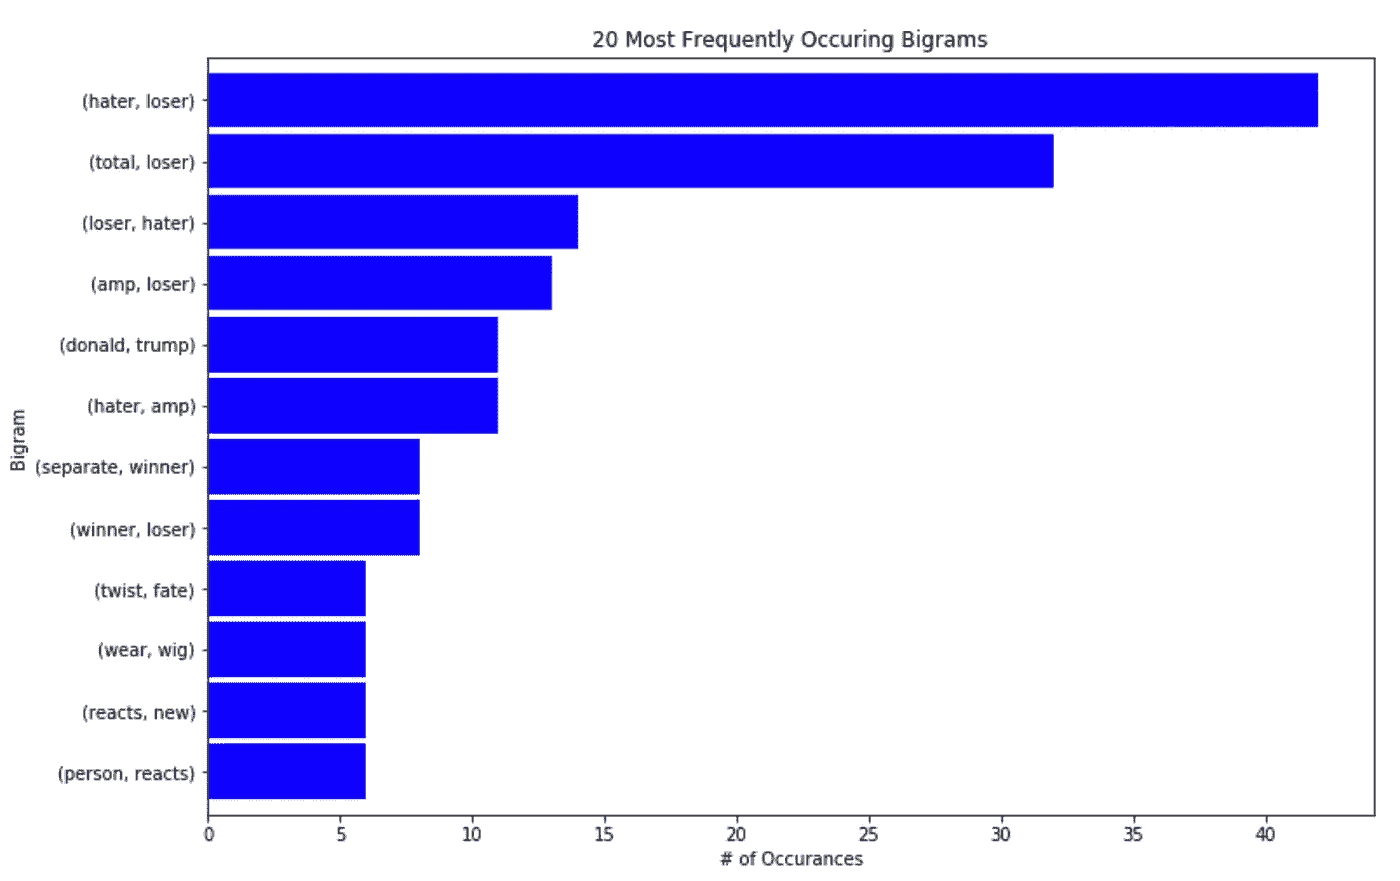 20 Most Frequently Occuring Bigrams
(hater, loser)
(total, loser)
(loser, hater)
(amp, loser)
(donald, trump)
(hater, amp)
(separate, winner)
(winner, loser)
(twist, fate)
(wear, wig)
(reacts, new)
(person, reacts)
Bigram
0 5 10 15 20 25 30 35 40
# of Occurances